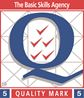 The Basic Skills Agency
5 QUALITY MARK 5